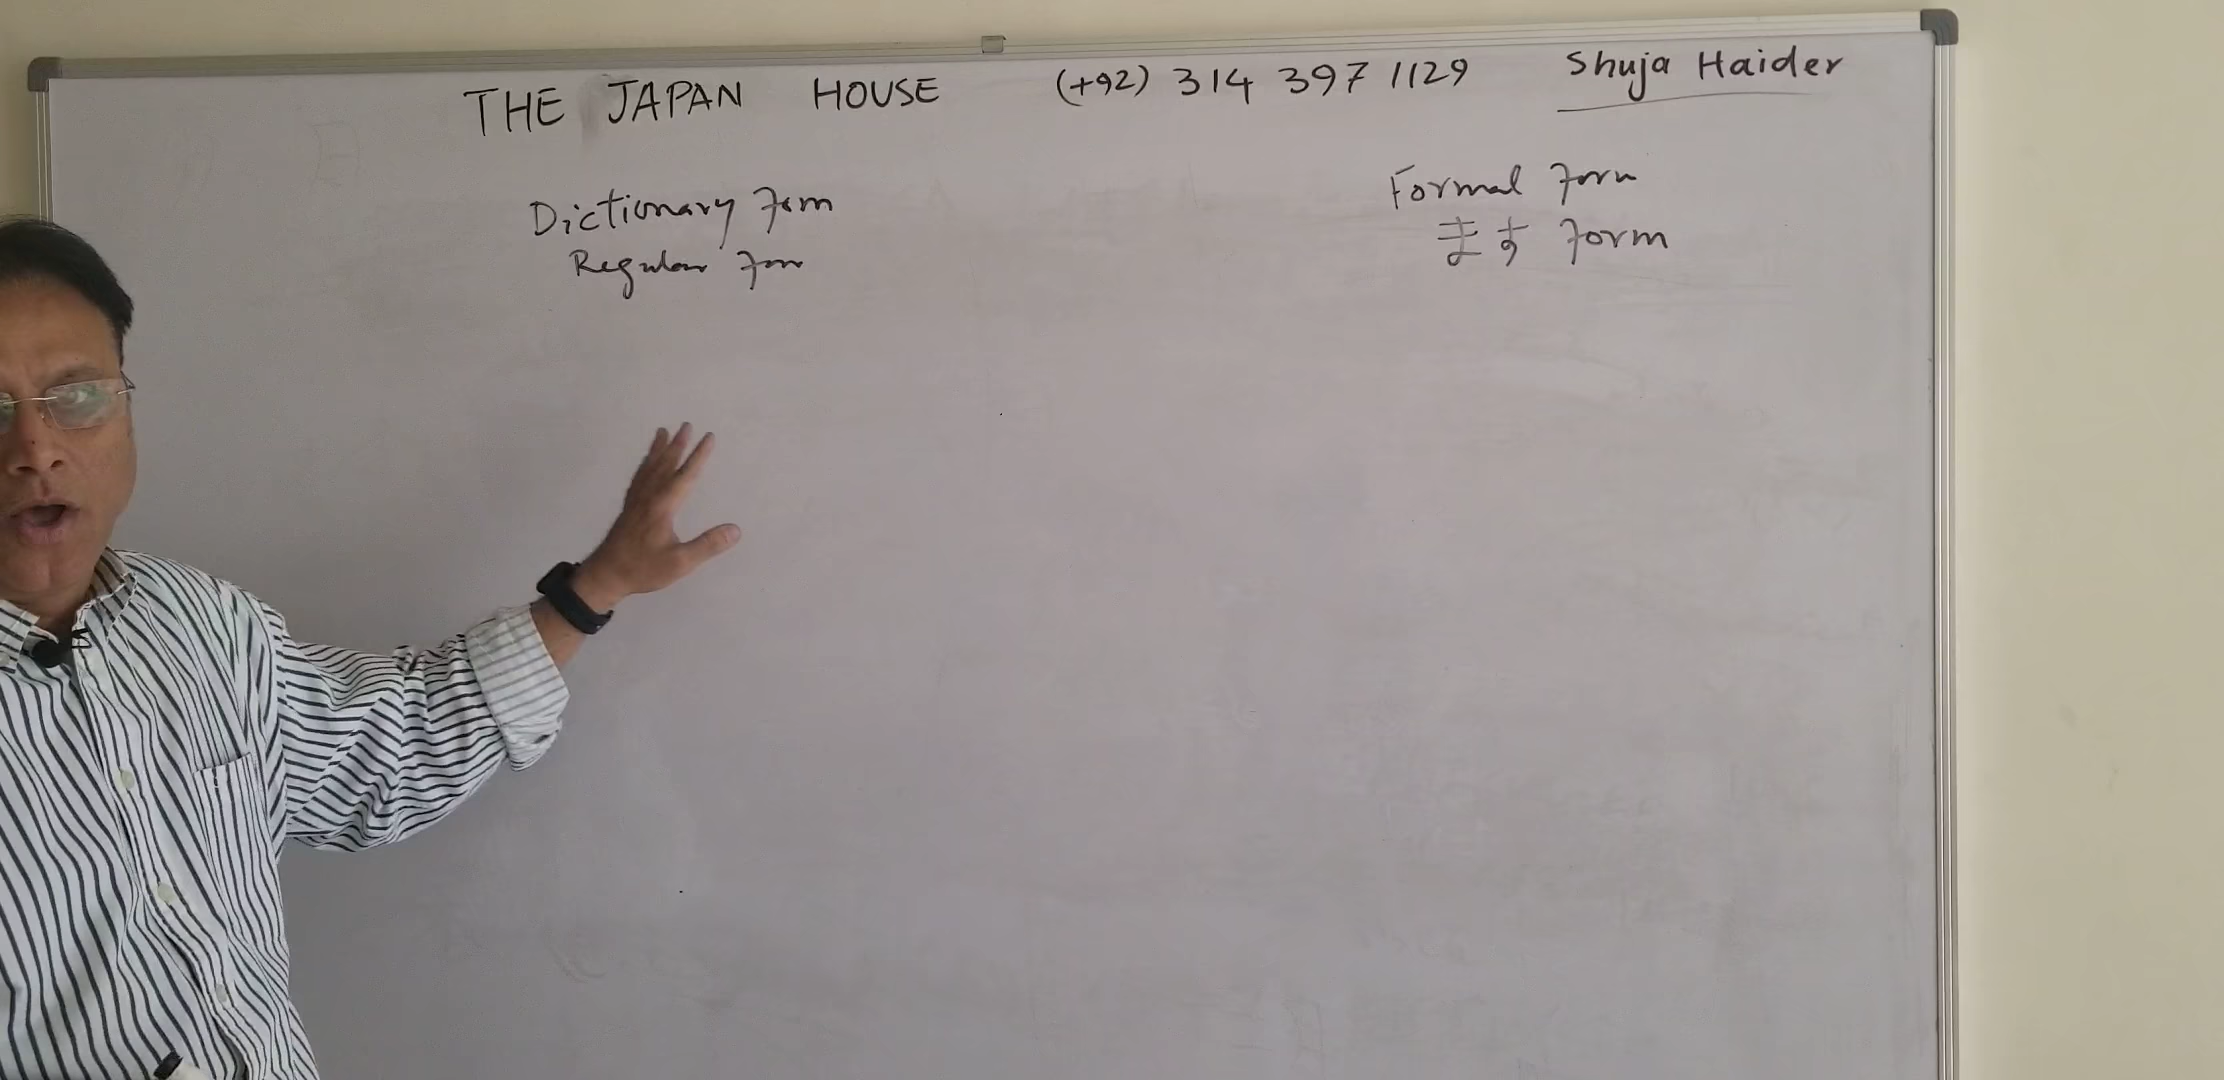 THE JAPAN HOUSE (+92) 314 397 1129 Shuja Haider
Dictionary form
Regular form
Formal form
ます form